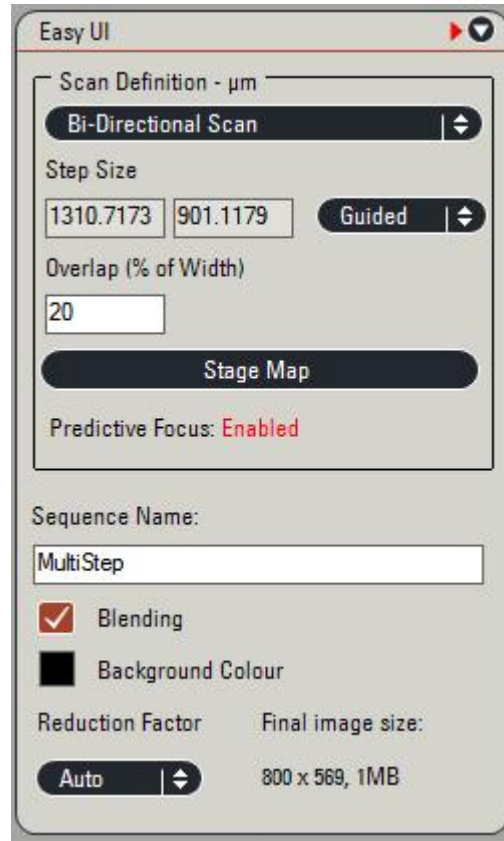 Easy UI
Scan Definition - µm
Bi-Directional Scan
Step Size
1310.7173 901.1179 Guided
Overlap (% of Width)
20
Stage Map
Predictive Focus: Enabled
Sequence Name:
MultiStep
Blending
Background Colour
Reduction Factor Final image size:
Auto 800 x 569, 1MB